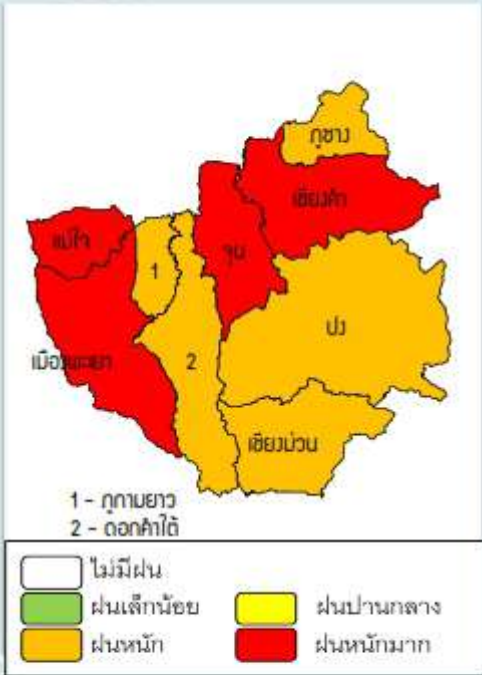 ภูซาง
เชียงคำ
แม่ใจ
1
จุน
ปง
เมืองพะเยา
2
เชียงม่วน
1 - ภูกามยาว
2 - ดอกคำใต้
ไม่มีฝน
ฝนเล็กน้อย
ฝนปานกลาง
ฝนหนัก
ฝนหนักมาก